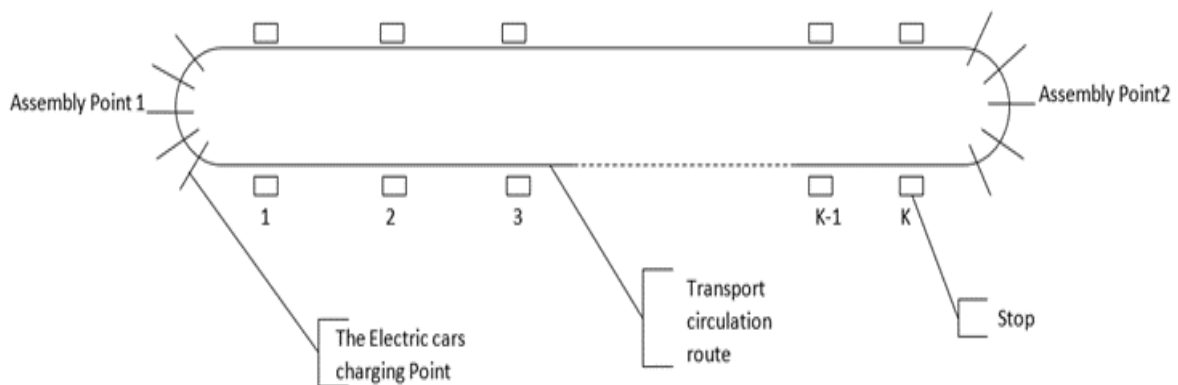 Assembly Point 1
Assembly Point2
1
2
3
K-1
K
Transport
circulation
route
Stop
The Electric cars
charging Point